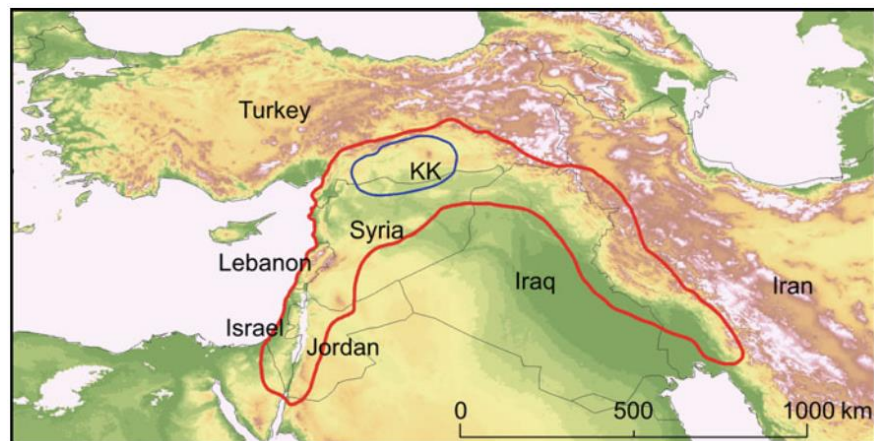 Turkey
KK
Syria
Lebanon
Iraq
Iran
Israel
Jordan
0 500 1000 km